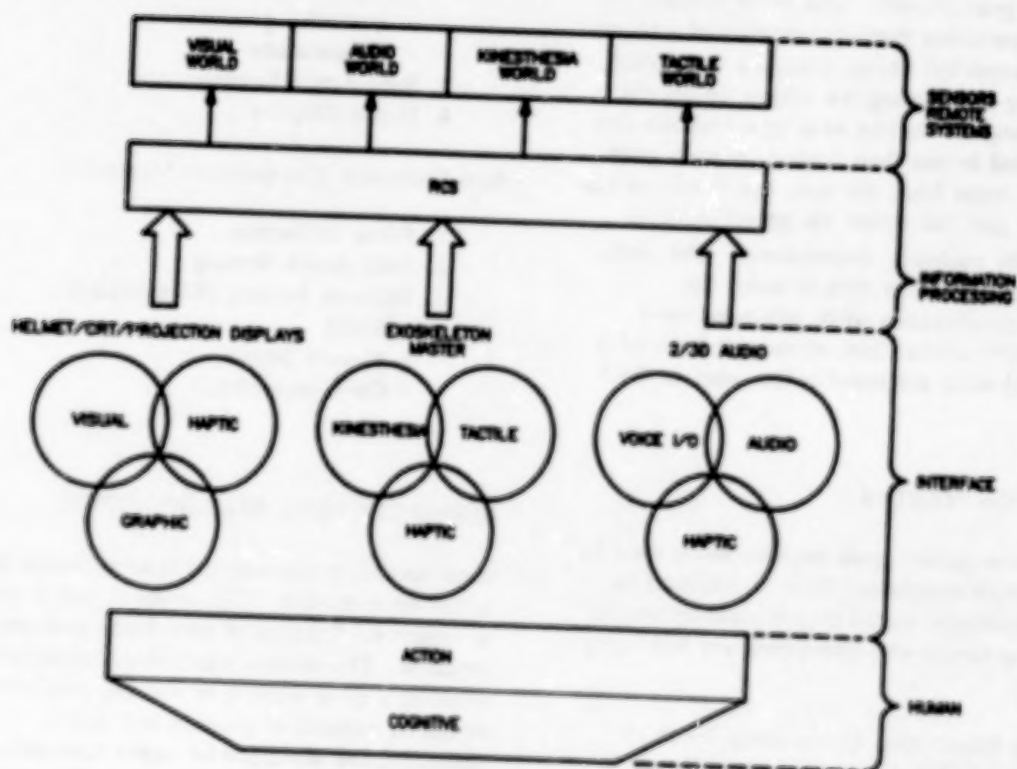 VISUAL
WORLD
AUDIO
WORLD
KINESTHESIA
WORLD
TACTILE
WORLD
SENSORS
REMOTE
SYSTEMS
RCS
INFORMATION
PROCESSING
HELMET/CRT/PROJECTION DISPLAYS
EXOSKELETON
MASTER
2/3D AUDIO
VISUAL
HAPTIC
GRAPHIC
KINESTHESIA
TACTILE
HAPTIC
VOICE I/O
AUDIO
HAPTIC
INTERFACE
ACTION
COGNITIVE
HUMAN